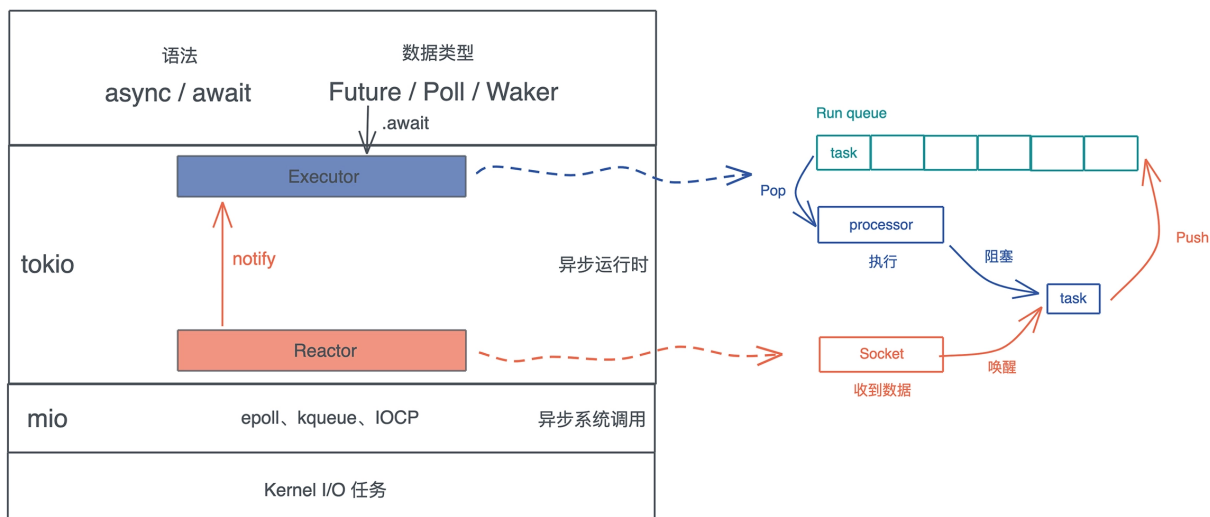 语法
数据类型
async / await
Future / Poll / Waker
.await
Executor
notify
tokio
异步运行时
Reactor
mio
epoll、kqueue、IOCP
异步系统调用
Kernel I/O 任务
Run queue
task
Pop
processor
执行
阻塞
task
Push
Socket
唤醒
收到数据